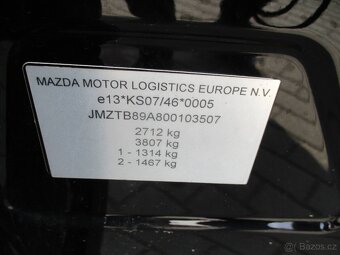 MAZDA MOTOR LOGISTICS EUROPE N.V.
e13*KS07/46*0005
JMZTB89A800103507
2712 kg
3807 kg
1 - 1314 kg
2 - 1467 kg
Bazoš.cz